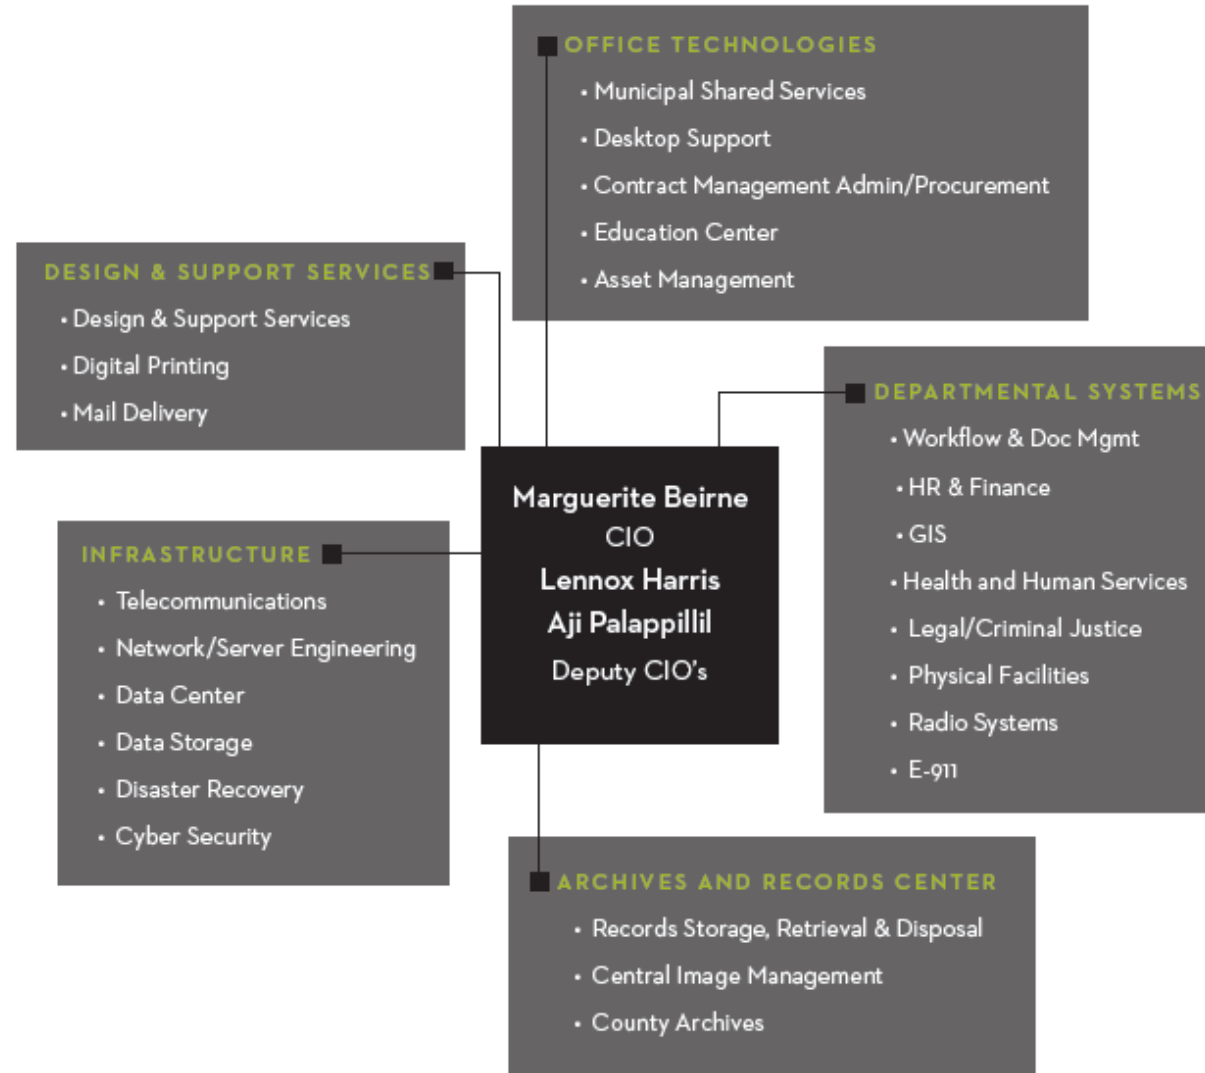 OFFICE TECHNOLOGIES
• Municipal Shared Services
• Desktop Support
• Contract Management Admin/Procurement
• Education Center
• Asset Management
DESIGN & SUPPORT SERVICES
• Design & Support Services
• Digital Printing
• Mail Delivery
DEPARTMENTAL SYSTEMS
• Workflow & Doc Mgmt
• HR & Finance
• GIS
• Health and Human Services
• Legal/Criminal Justice
• Physical Facilities
• Radio Systems
• E-911
Marguerite Beirne
CIO
Lennox Harris
Aji Palappillil
Deputy CIO's
INFRASTRUCTURE
• Telecommunications
• Network/Server Engineering
• Data Center
• Data Storage
• Disaster Recovery
• Cyber Security
ARCHIVES AND RECORDS CENTER
• Records Storage, Retrieval & Disposal
• Central Image Management
• County Archives